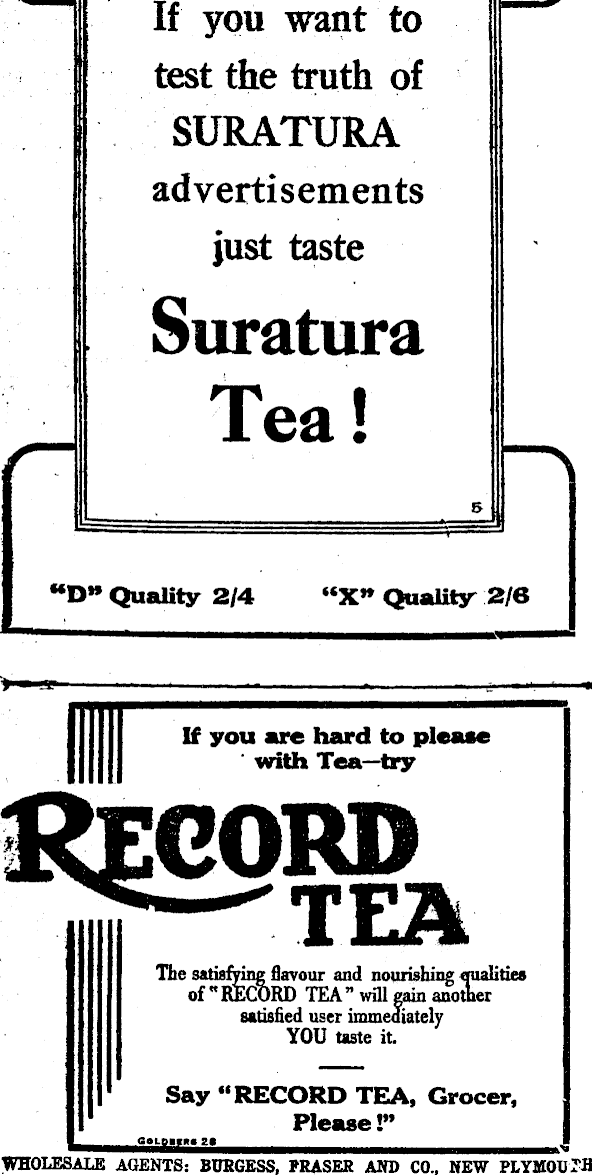 If you want to
test the truth of
SURATURA
advertisements
just taste
Suratura
Tea!
5
"D" Quality 2/4 "X" Quality 2/6
If you are hard to please
with Tea—try
RECORD
TEA
The satisfying flavour and nourishing qualities
of "RECORD TEA" will gain another
satisfied user immediately
YOU taste it.
Say "RECORD TEA, Grocer,
Please!"
GOLDBERG 28
WHOLESALE AGENTS: BURGESS, FRASER AND CO., NEW PLYMOUTH